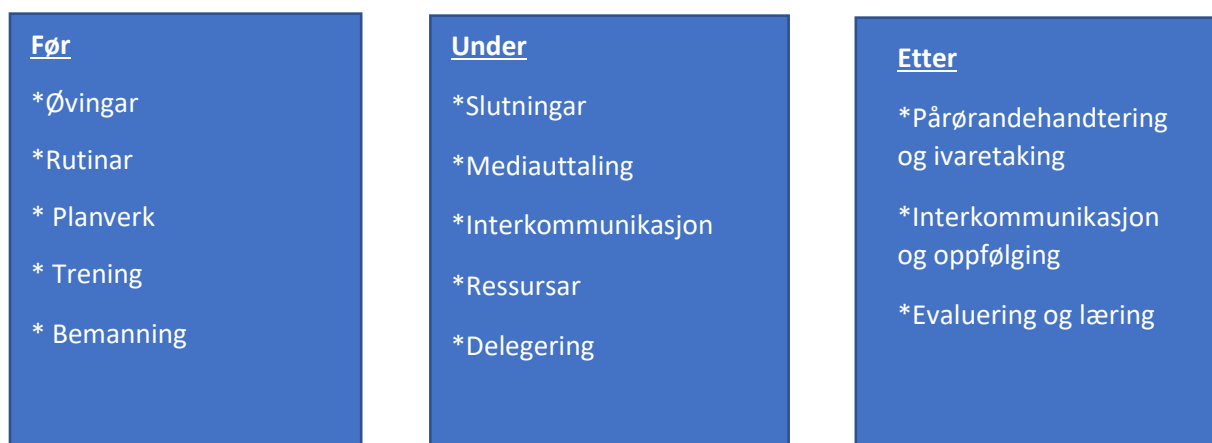 Før
*Øvingar
*Rutinar
* Planverk
* Trening
* Bemanning
Under
*Slutningar
*Mediauttaling
*Interkommunikasjon
*Ressursar
*Delegering
Etter
*Pårørandehandtering
og ivaretaking
*Interkommunikasjon
og oppfølging
*Evaluering og læring